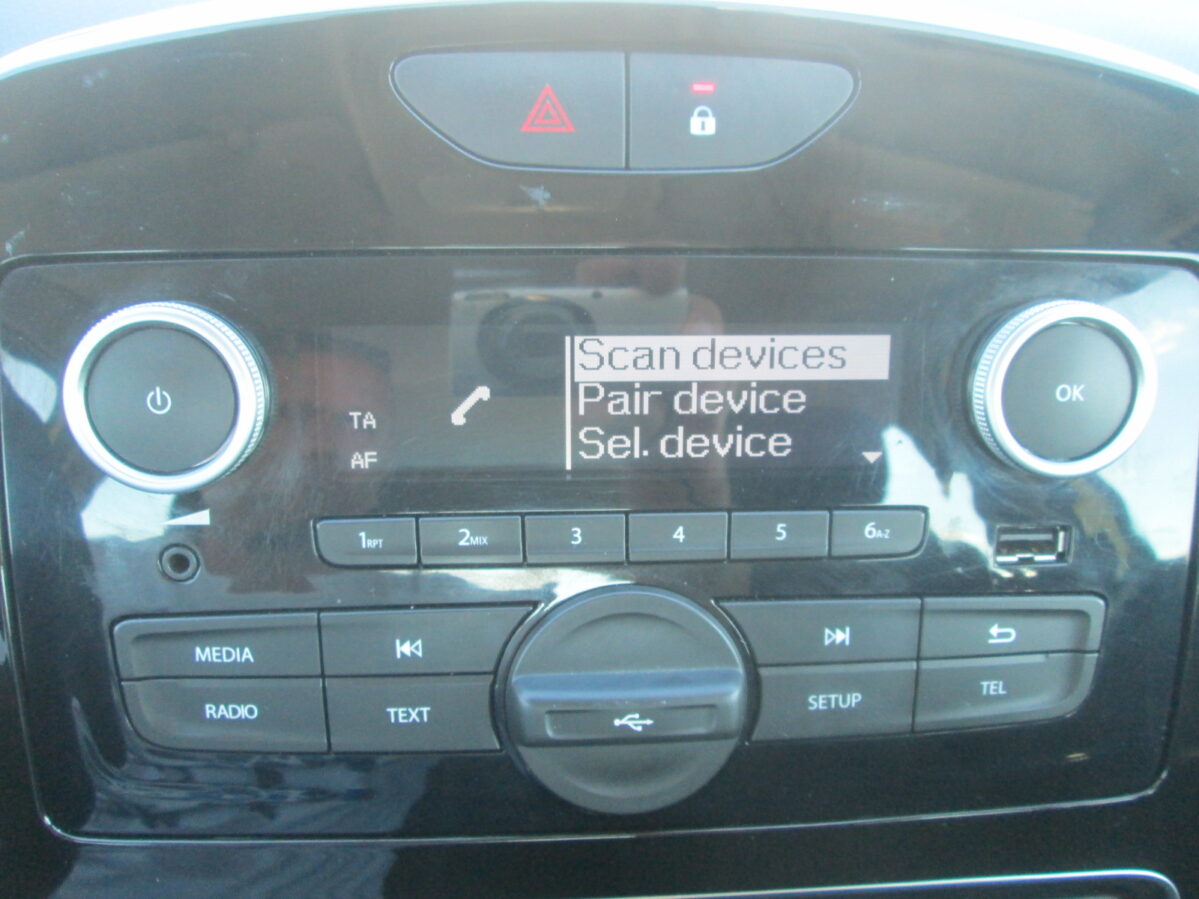 Scan devices
Pair device
Sel. device
TA
AF
OK
1RPT
2MIX
3
4
5
6A-Z
MEDIA
RADIO
TEXT
SETUP
TEL